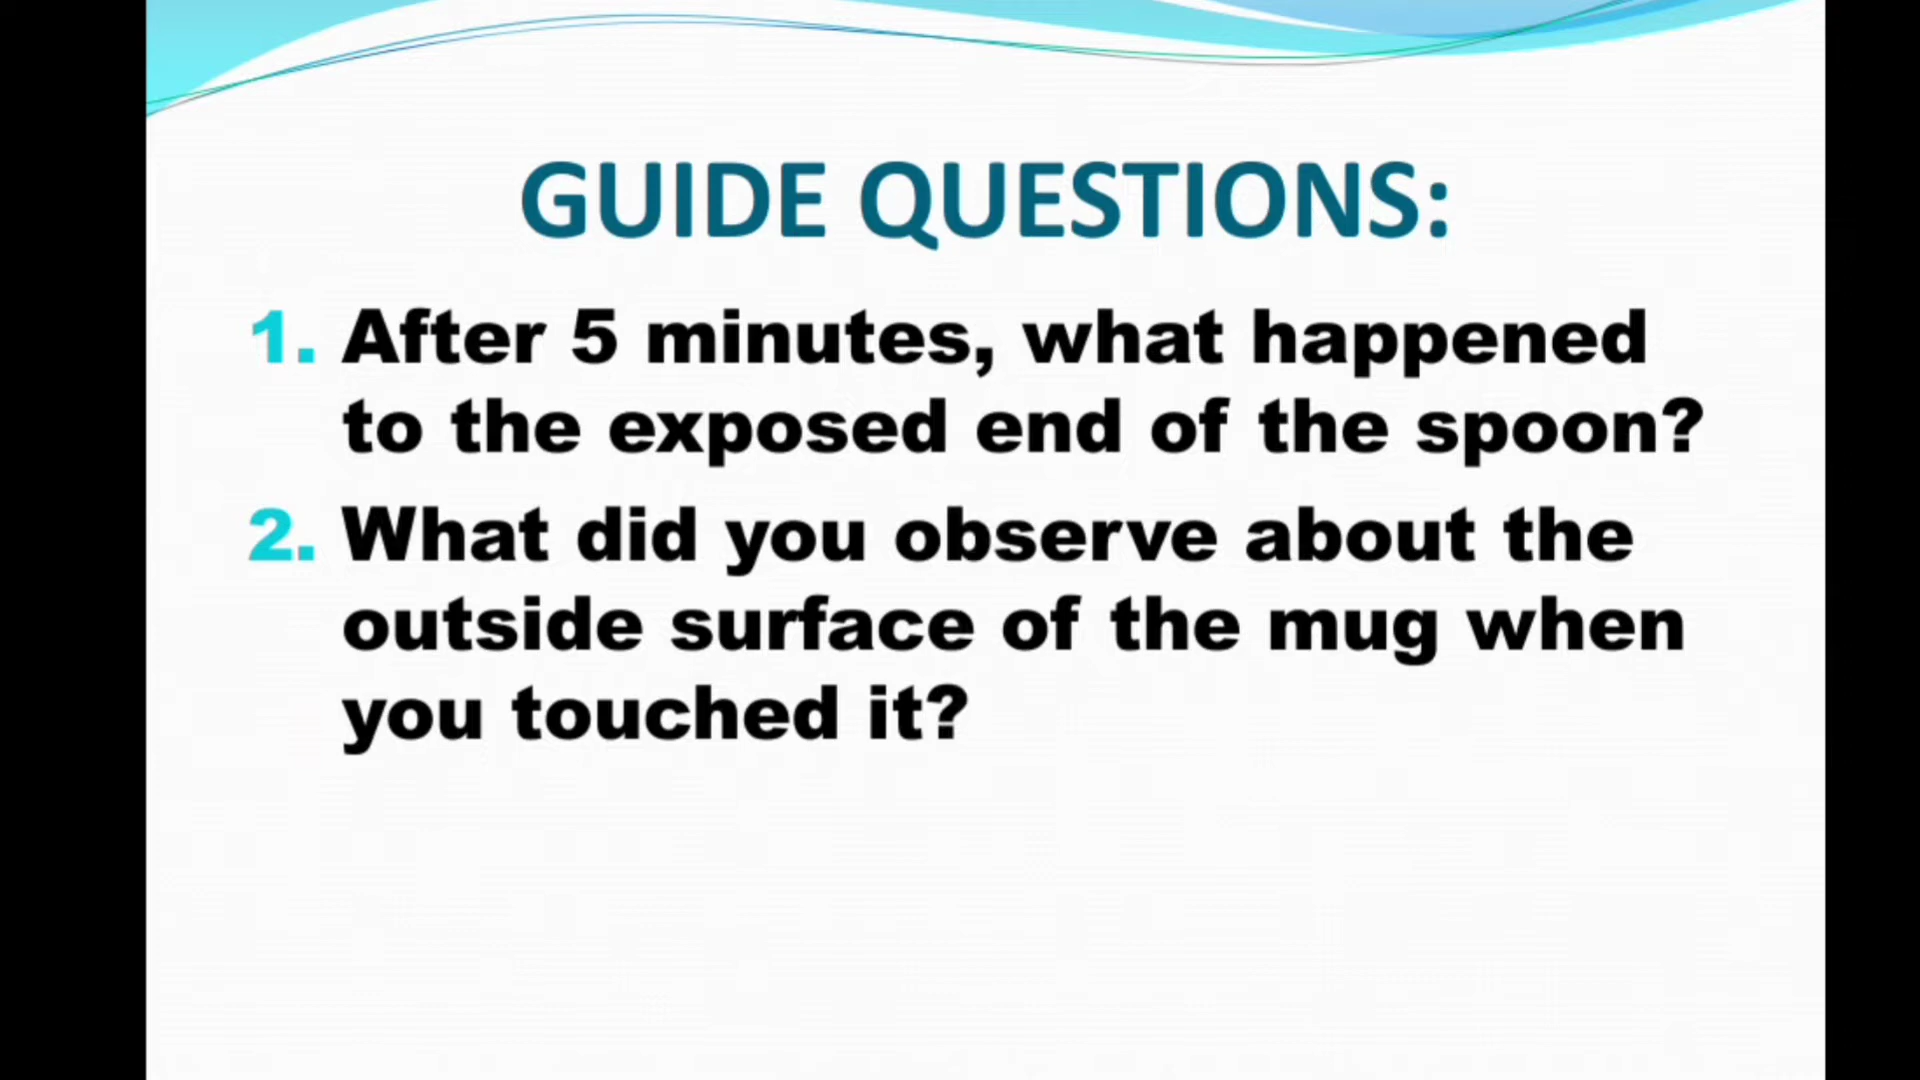 GUIDE QUESTIONS:
1. After 5 minutes, what happened
to the exposed end of the spoon?
2. What did you observe about the
outside surface of the mug when
you touched it?